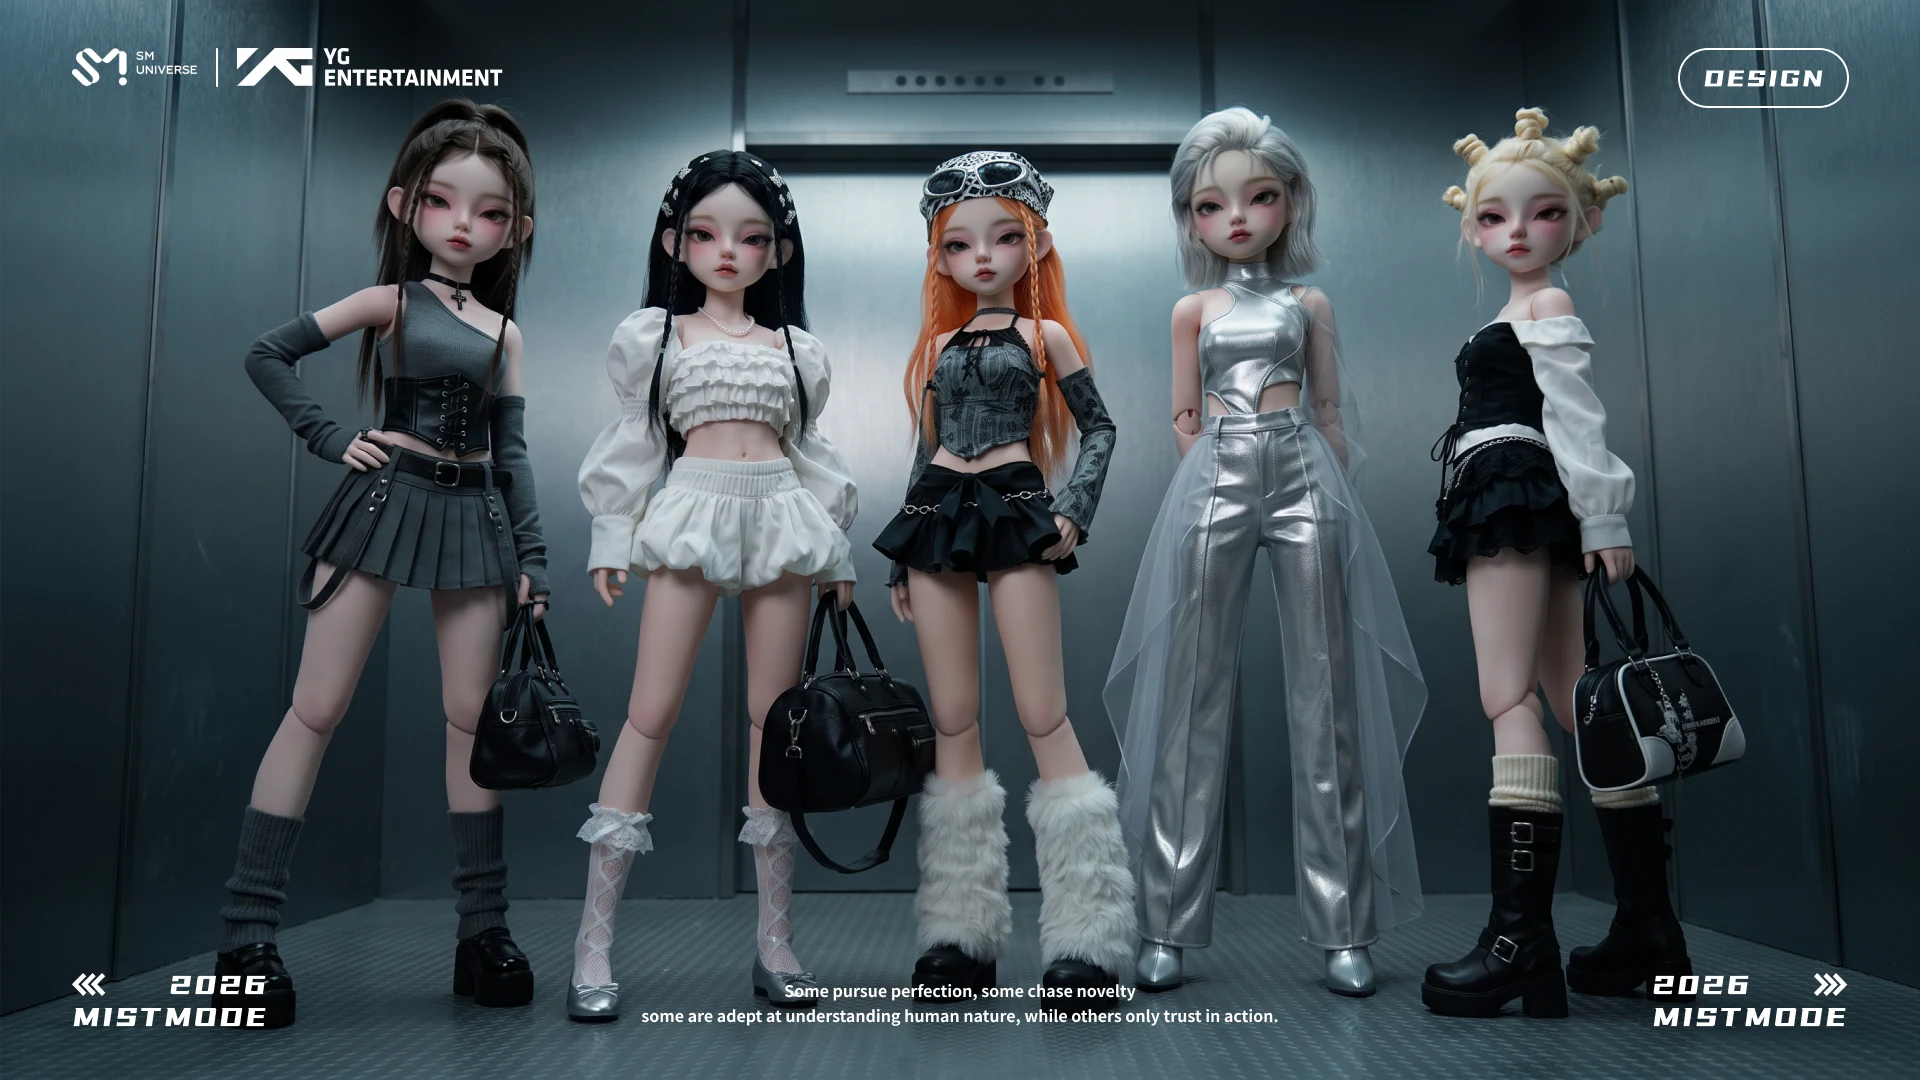 SM
UNIVERSE
YG
ENTERTAINMENT
DESIGN
2026
MISTMODE
Some pursue perfection, some chase novelty
some are adept at understanding human nature, while others only trust in action.
2026
MISTMODE